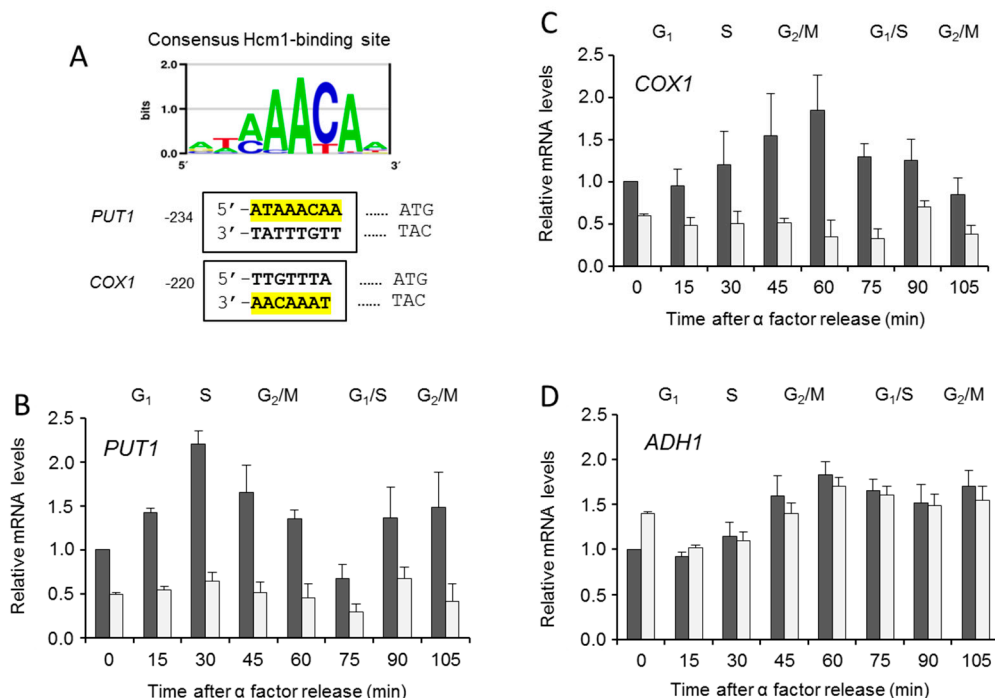 A
Consensus Hcm1-binding site
bits
2.0
1.0
0.0
ATAAACAA
5′ 3′
PUT1 -234 5′-ATAAACAA ...... ATG
3′-TATTTGTT ...... TAC
COX1 -220 5′-TTGTTTA ...... ATG
3′-AACAAAT ...... TAC
B
G₁ S G₂/M G₁/S G₂/M
PUT1
Relative mRNA levels
2.5
2.0
1.5
1.0
0.5
0.0
0 15 30 45 60 75 90 105
Time after α factor release (min)
C
G₁ S G₂/M G₁/S G₂/M
COX1
Relative mRNA levels
2.5
2.0
1.5
1.0
0.5
0.0
0 15 30 45 60 75 90 105
Time after α factor release (min)
D
G₁ S G₂/M G₁/S G₂/M
ADH1
Relative mRNA levels
2.5
2.0
1.5
1.0
0.5
0.0
0 15 30 45 60 75 90 105
Time after α factor release (min)